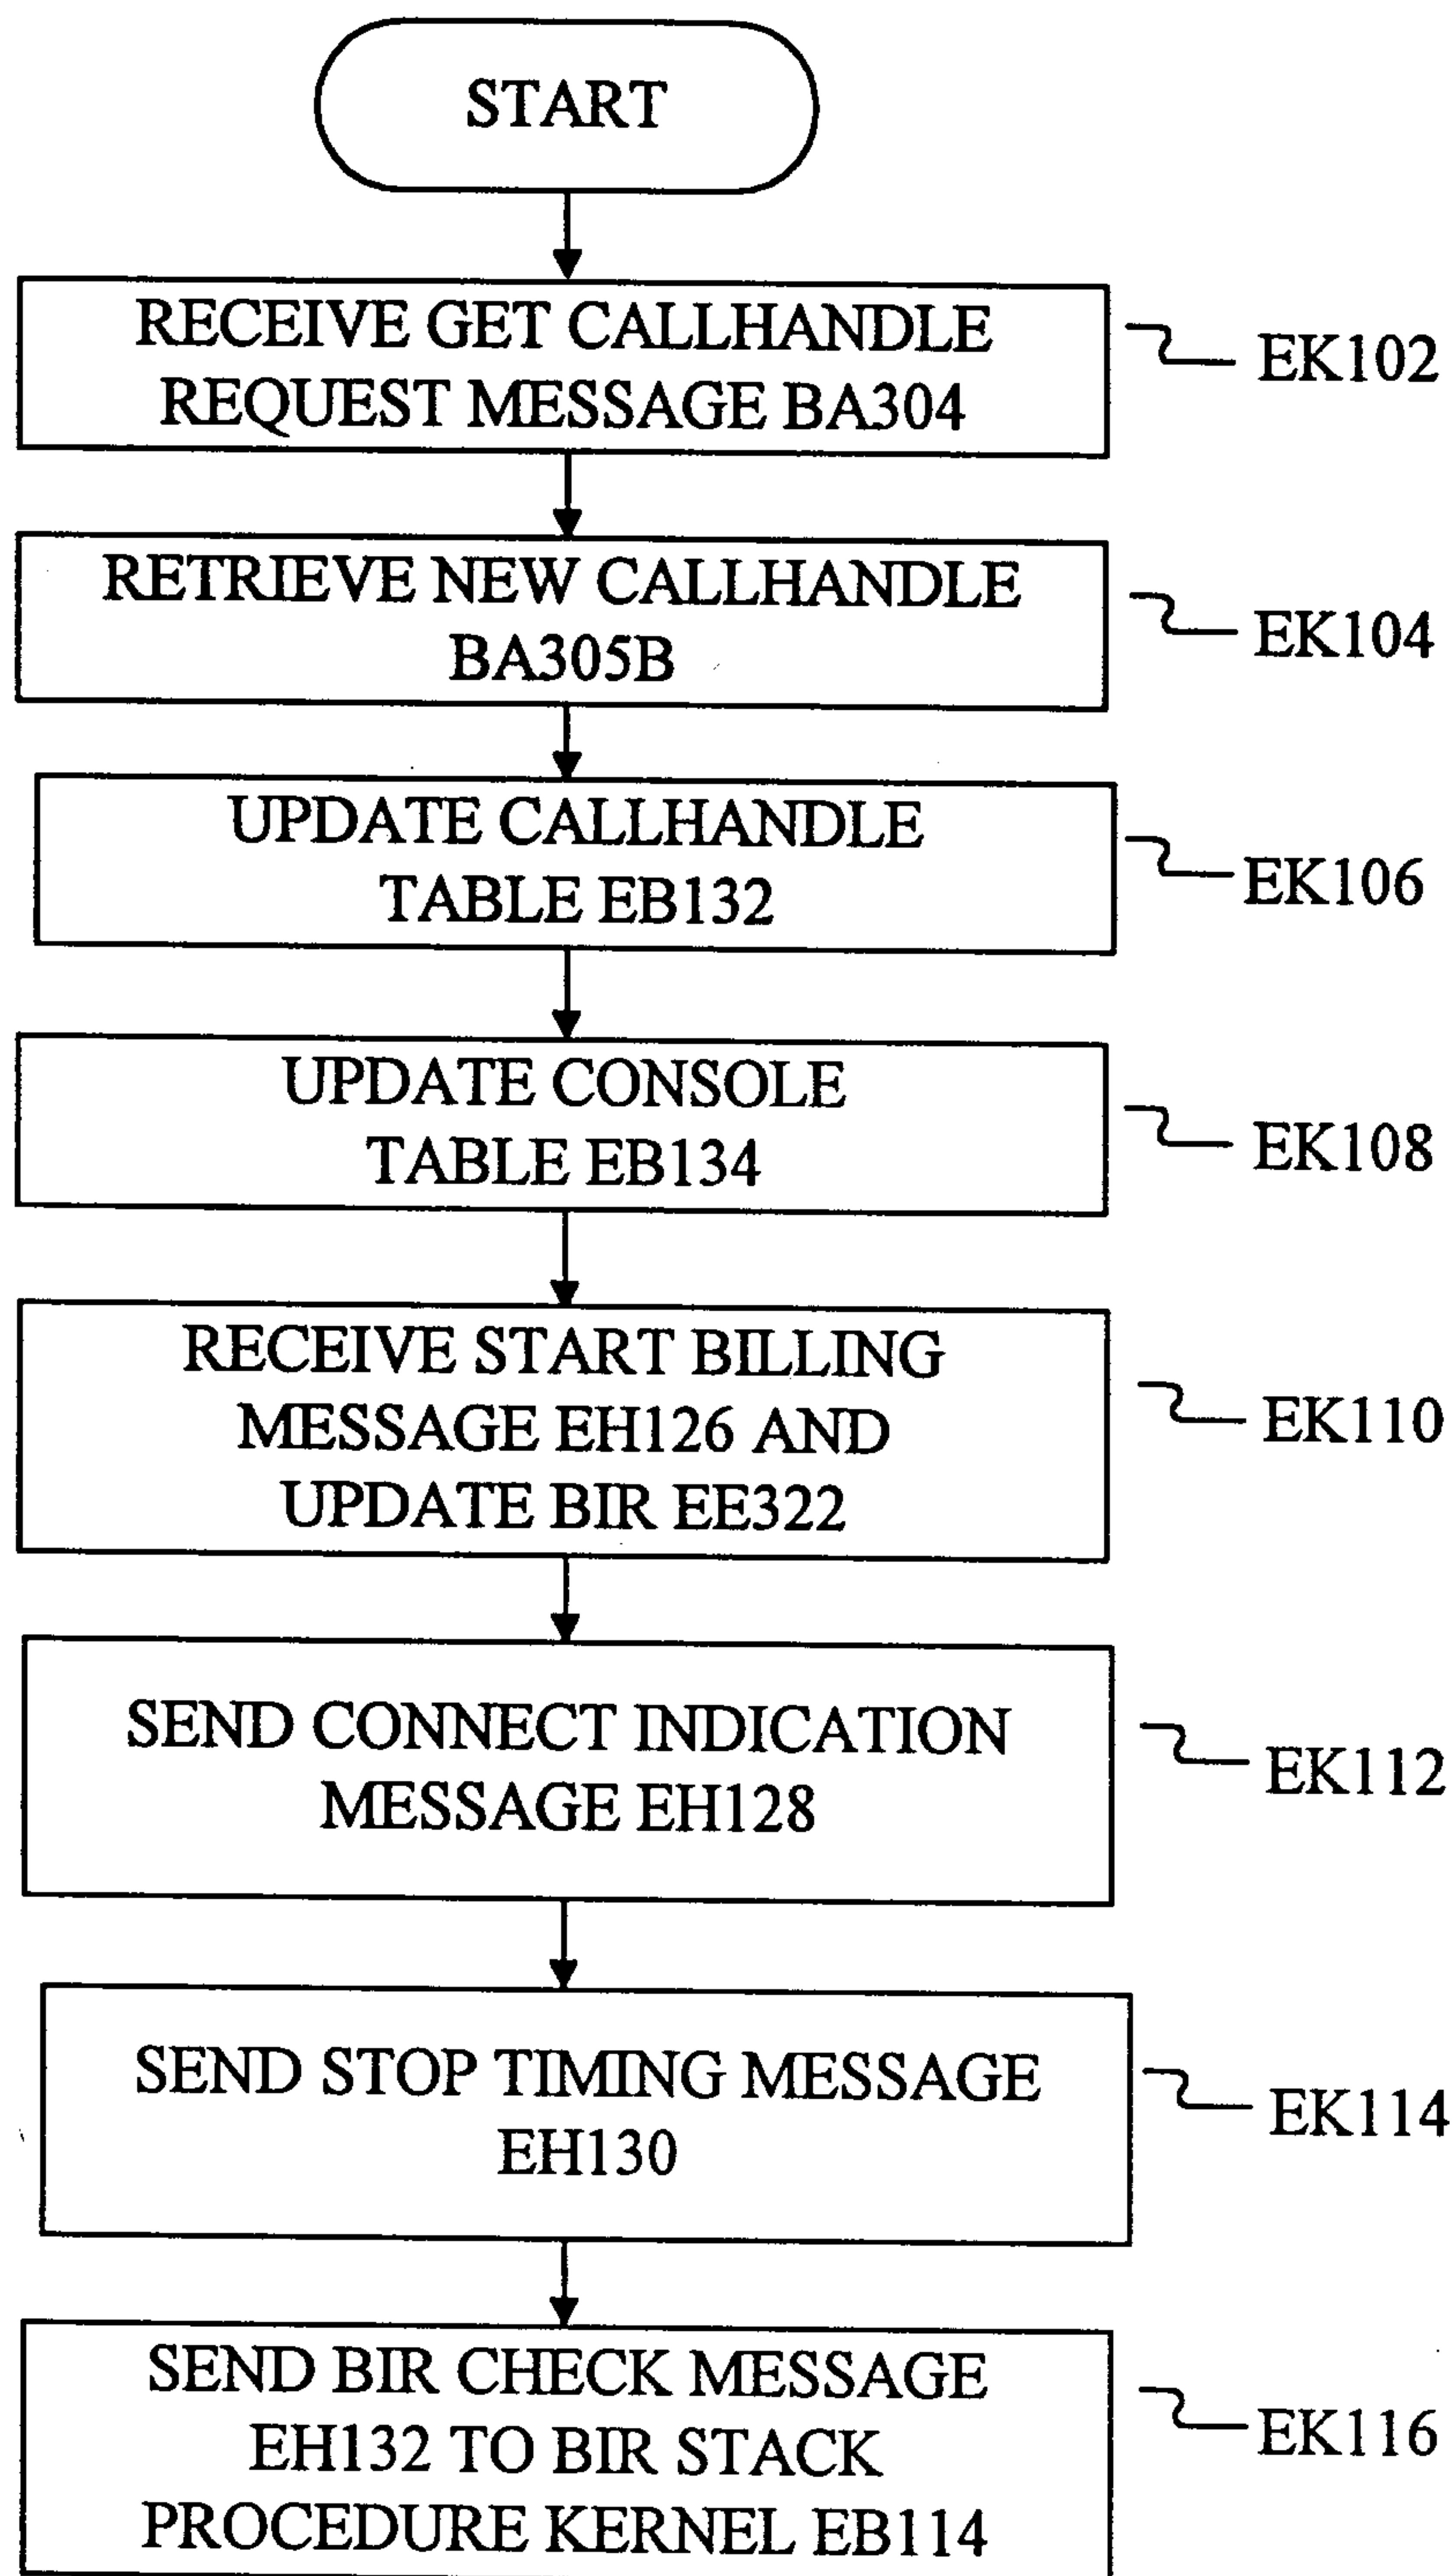 START
RECEIVE GET CALLHANDLE
REQUEST MESSAGE BA304
EK102
RETRIEVE NEW CALLHANDLE
BA305B
EK104
UPDATE CALLHANDLE
TABLE EB132
EK106
UPDATE CONSOLE
TABLE EB134
EK108
RECEIVE START BILLING
MESSAGE EH126 AND
UPDATE BIR EE322
EK110
SEND CONNECT INDICATION
MESSAGE EH128
EK112
SEND STOP TIMING MESSAGE
EH130
EK114
SEND BIR CHECK MESSAGE
EH132 TO BIR STACK
PROCEDURE KERNEL EB114
EK116